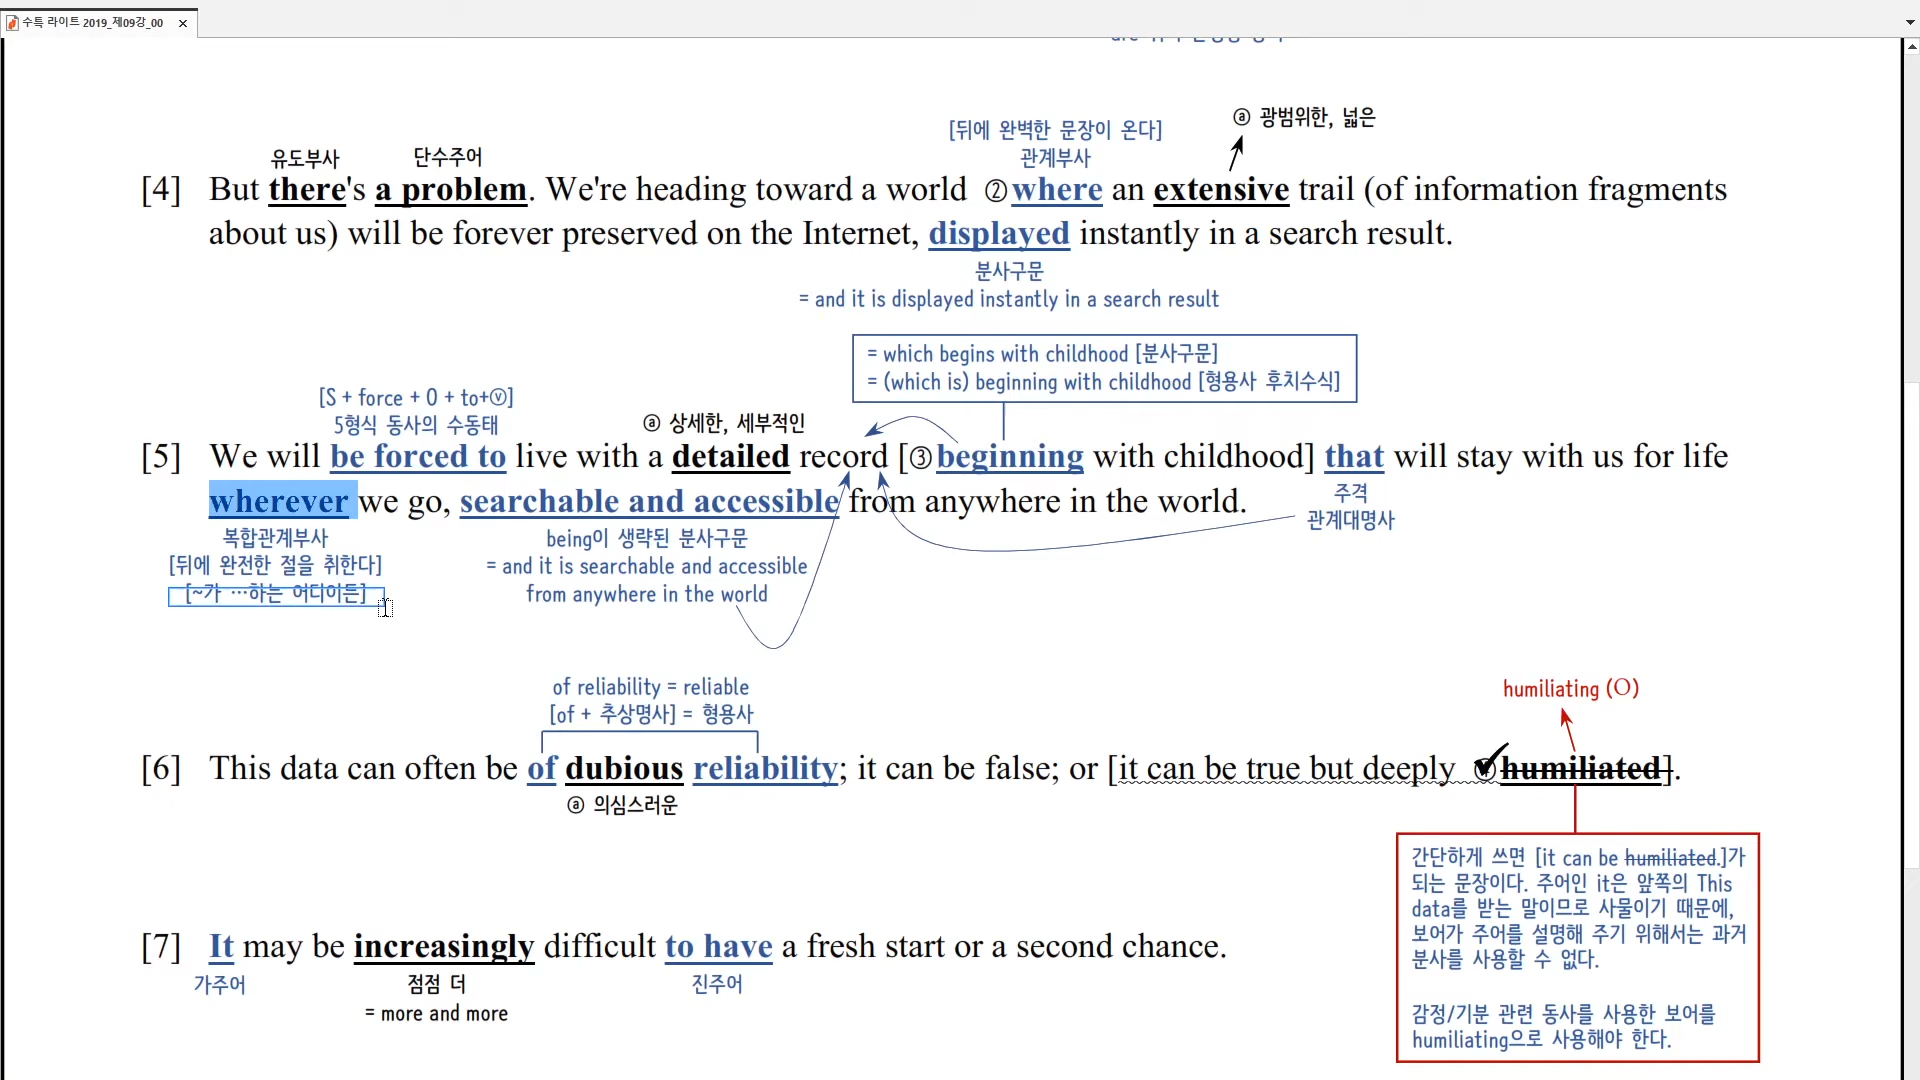 수특 라이트 2019_제09강_00
[뒤에 완벽한 문장이 온다]
ⓐ 광범위한, 넓은
유도부사 단수주어 관계부사
[4] But there's a problem. We're heading toward a world ②where an extensive trail (of information fragments
about us) will be forever preserved on the Internet, displayed instantly in a search result.
분사구문
= and it is displayed instantly in a search result
= which begins with childhood [분사구문]
= (which is) beginning with childhood [형용사 후치수식]
[S + force + O + to+ⓥ]
5형식 동사의 수동태
ⓐ 상세한, 세부적인
[5] We will be forced to live with a detailed record [③beginning with childhood] that will stay with us for life
wherever we go, searchable and accessible from anywhere in the world.
주격
관계대명사
복합관계부사
[뒤에 완전한 절을 취한다]
[~가 …하는 어디이든]
being이 생략된 분사구문
= and it is searchable and accessible
from anywhere in the world
of reliability = reliable
[of + 추상명사] = 형용사
humiliating (O)
[6] This data can often be of dubious reliability; it can be false; or [it can be true but deeply ④humiliated].
ⓐ 의심스러운
간단하게 쓰면 [it can be humiliated.]가
되는 문장이다. 주어인 it은 앞쪽의 This
data를 받는 말이므로 사물이기 때문에,
보어가 주어를 설명해 주기 위해서는 과거
분사를 사용할 수 없다.
감정/기분 관련 동사를 사용한 보어를
humiliating으로 사용해야 한다.
[7] It may be increasingly difficult to have a fresh start or a second chance.
가주어 점점 더 진주어
= more and more